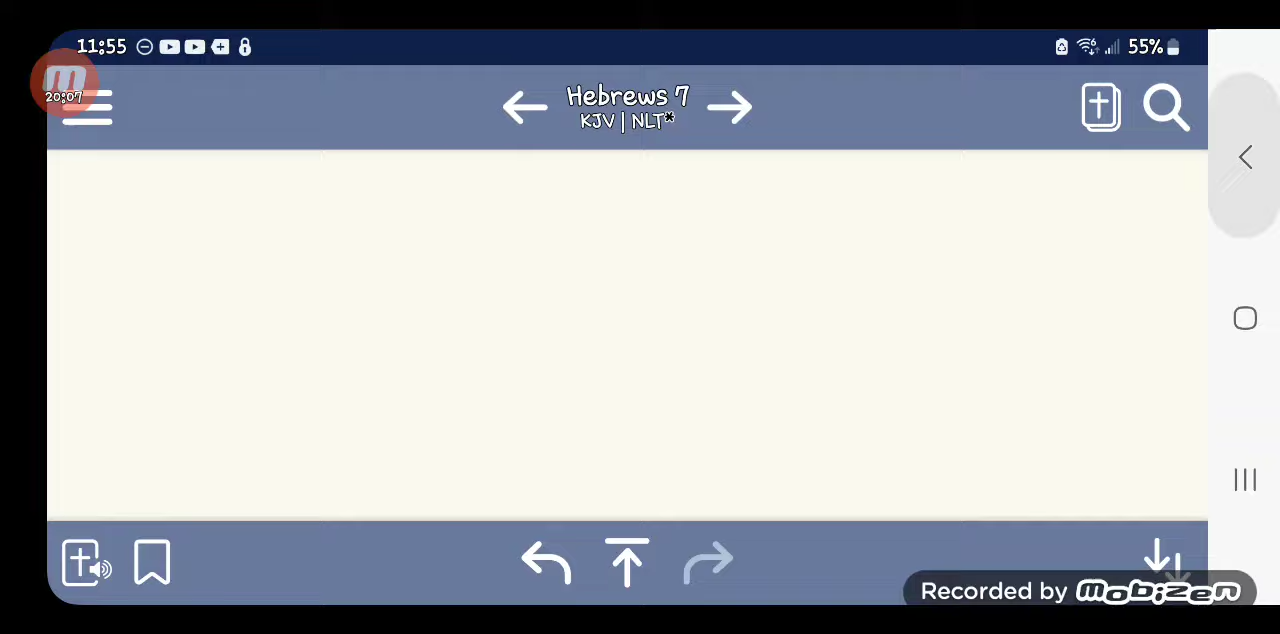 11:55
55%
20:07
Hebrews 7
KJV | NLT*
Recorded by mobizen